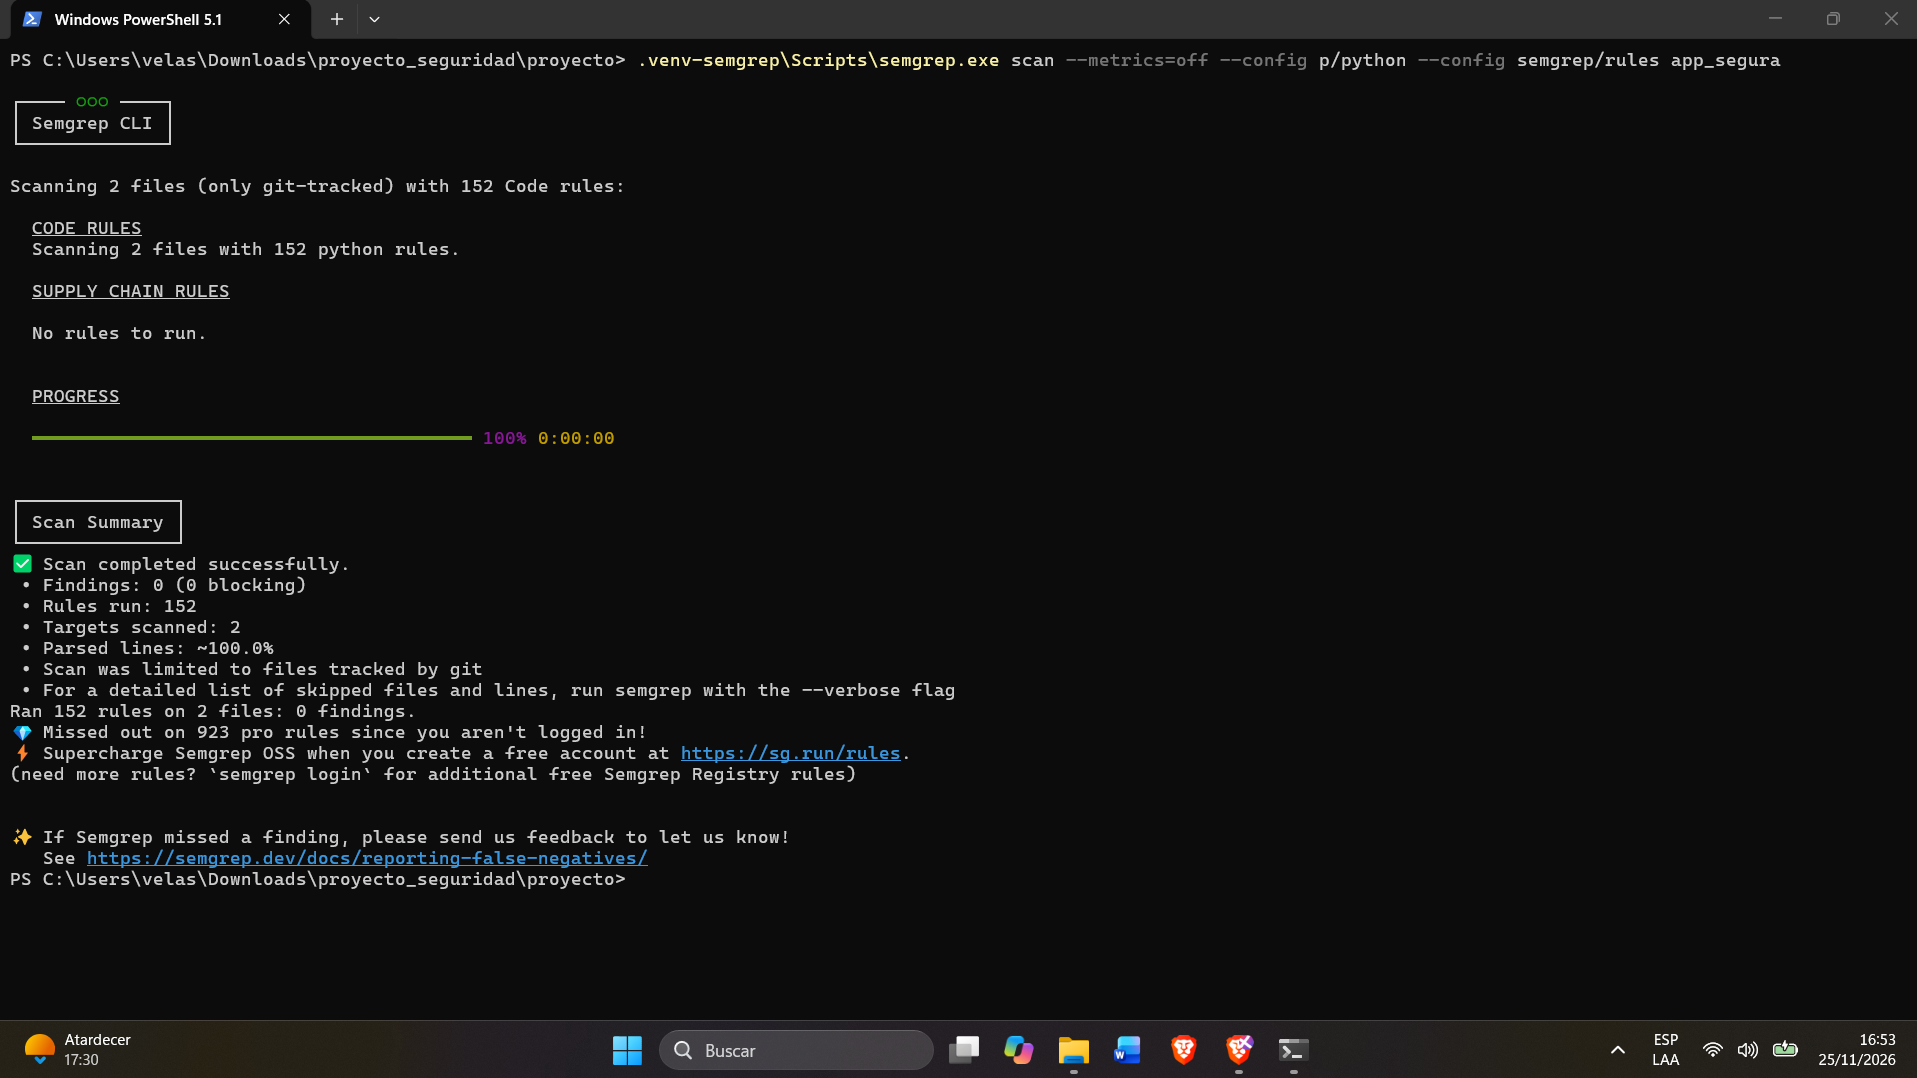 Windows PowerShell 5.1
PS C:\Users\velas\Downloads\proyecto_seguridad\proyecto> .venv-semgrep\Scripts\semgrep.exe scan --metrics=off --config p/python --config semgrep/rules app_segura
ooo
Semgrep CLI
Scanning 2 files (only git-tracked) with 152 Code rules:
CODE RULES
Scanning 2 files with 152 python rules.
SUPPLY CHAIN RULES
No rules to run.
PROGRESS
100% 0:00:00
Scan Summary
✅ Scan completed successfully.
• Findings: 0 (0 blocking)
• Rules run: 152
• Targets scanned: 2
• Parsed lines: ~100.0%
• Scan was limited to files tracked by git
• For a detailed list of skipped files and lines, run semgrep with the --verbose flag
Ran 152 rules on 2 files: 0 findings.
💎 Missed out on 923 pro rules since you aren't logged in!
⚡ Supercharge Semgrep OSS when you create a free account at https://sg.run/rules.
(need more rules? `semgrep login` for additional free Semgrep Registry rules)
✨ If Semgrep missed a finding, please send us feedback to let us know!
See https://semgrep.dev/docs/reporting-false-negatives/
PS C:\Users\velas\Downloads\proyecto_seguridad\proyecto>
Atardecer
17:30
Buscar
ESP
LAA
16:53
25/11/2026